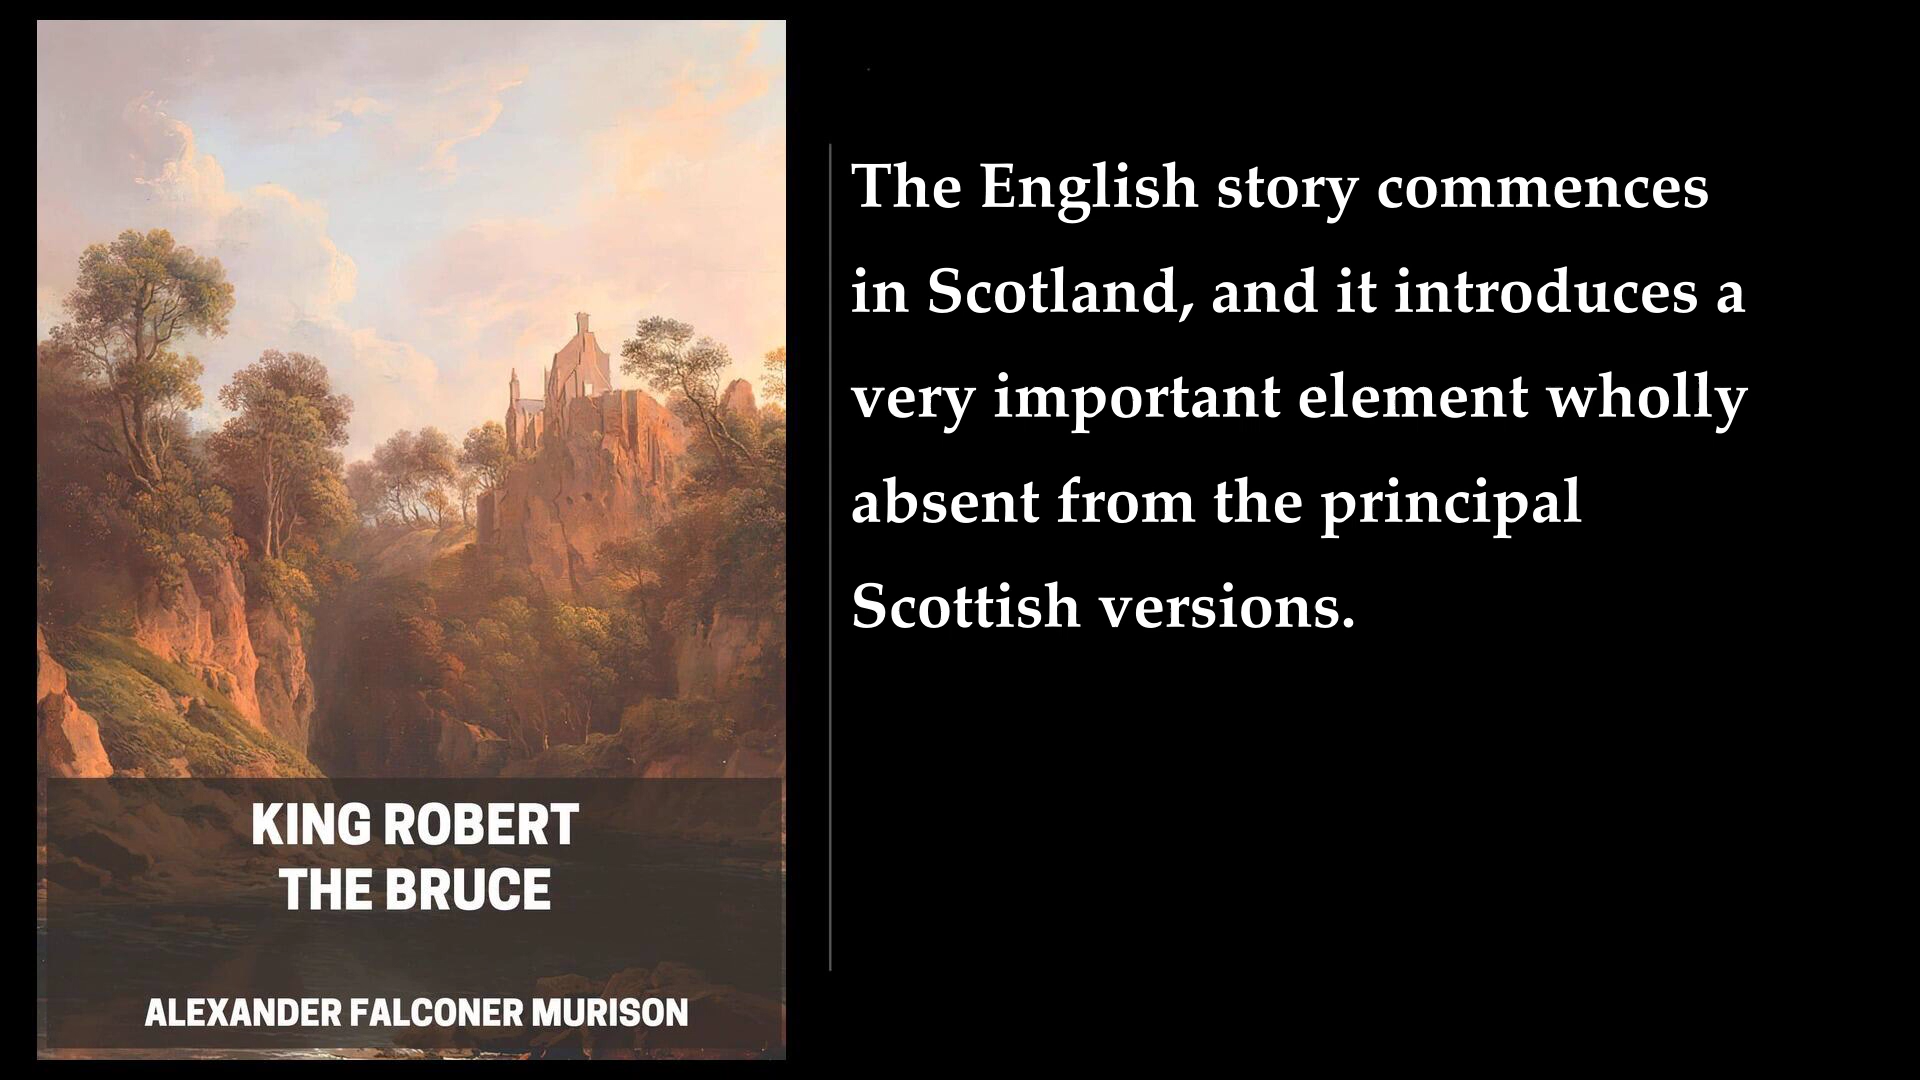 The English story commences
in Scotland, and it introduces a
very important element wholly
absent from the principal
Scottish versions.
KING ROBERT
THE BRUCE
ALEXANDER FALCONER MURISON